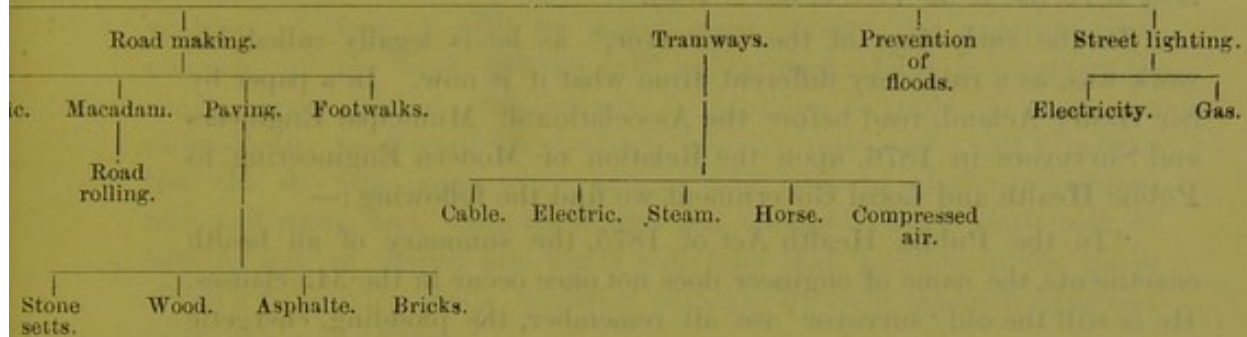 Road making. Tramways. Prevention Street lighting.
of
floods.
ic. Macadam. Paving. Footwalks. Electricity. Gas.
Road
rolling.
Cable. Electric. Steam. Horse. Compressed
air.
Stone Wood. Asphalte. Bricks.
setts.